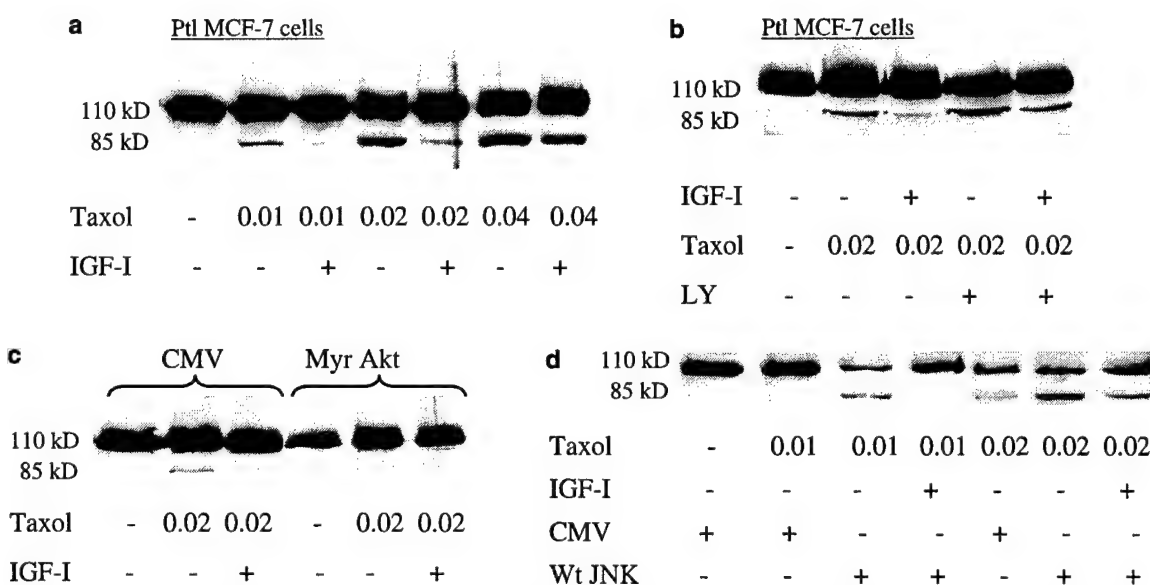 a Ptl MCF-7 cells
110 kD
85 kD
Taxol - 0.01 0.01 0.02 0.02 0.04 0.04
IGF-I - - + - + - +
b Ptl MCF-7 cells
110 kD
85 kD
IGF-I - - + - +
Taxol - 0.02 0.02 0.02 0.02
LY - - - + +
c CMV Myr Akt
110 kD
85 kD
Taxol - 0.02 0.02 - 0.02 0.02
IGF-I - - + - - +
d 110 kD
85 kD
Taxol - 0.01 0.01 0.01 0.02 0.02 0.02
IGF-I - - - + - - +
CMV + + - - + - -
Wt JNK - - + + - + +